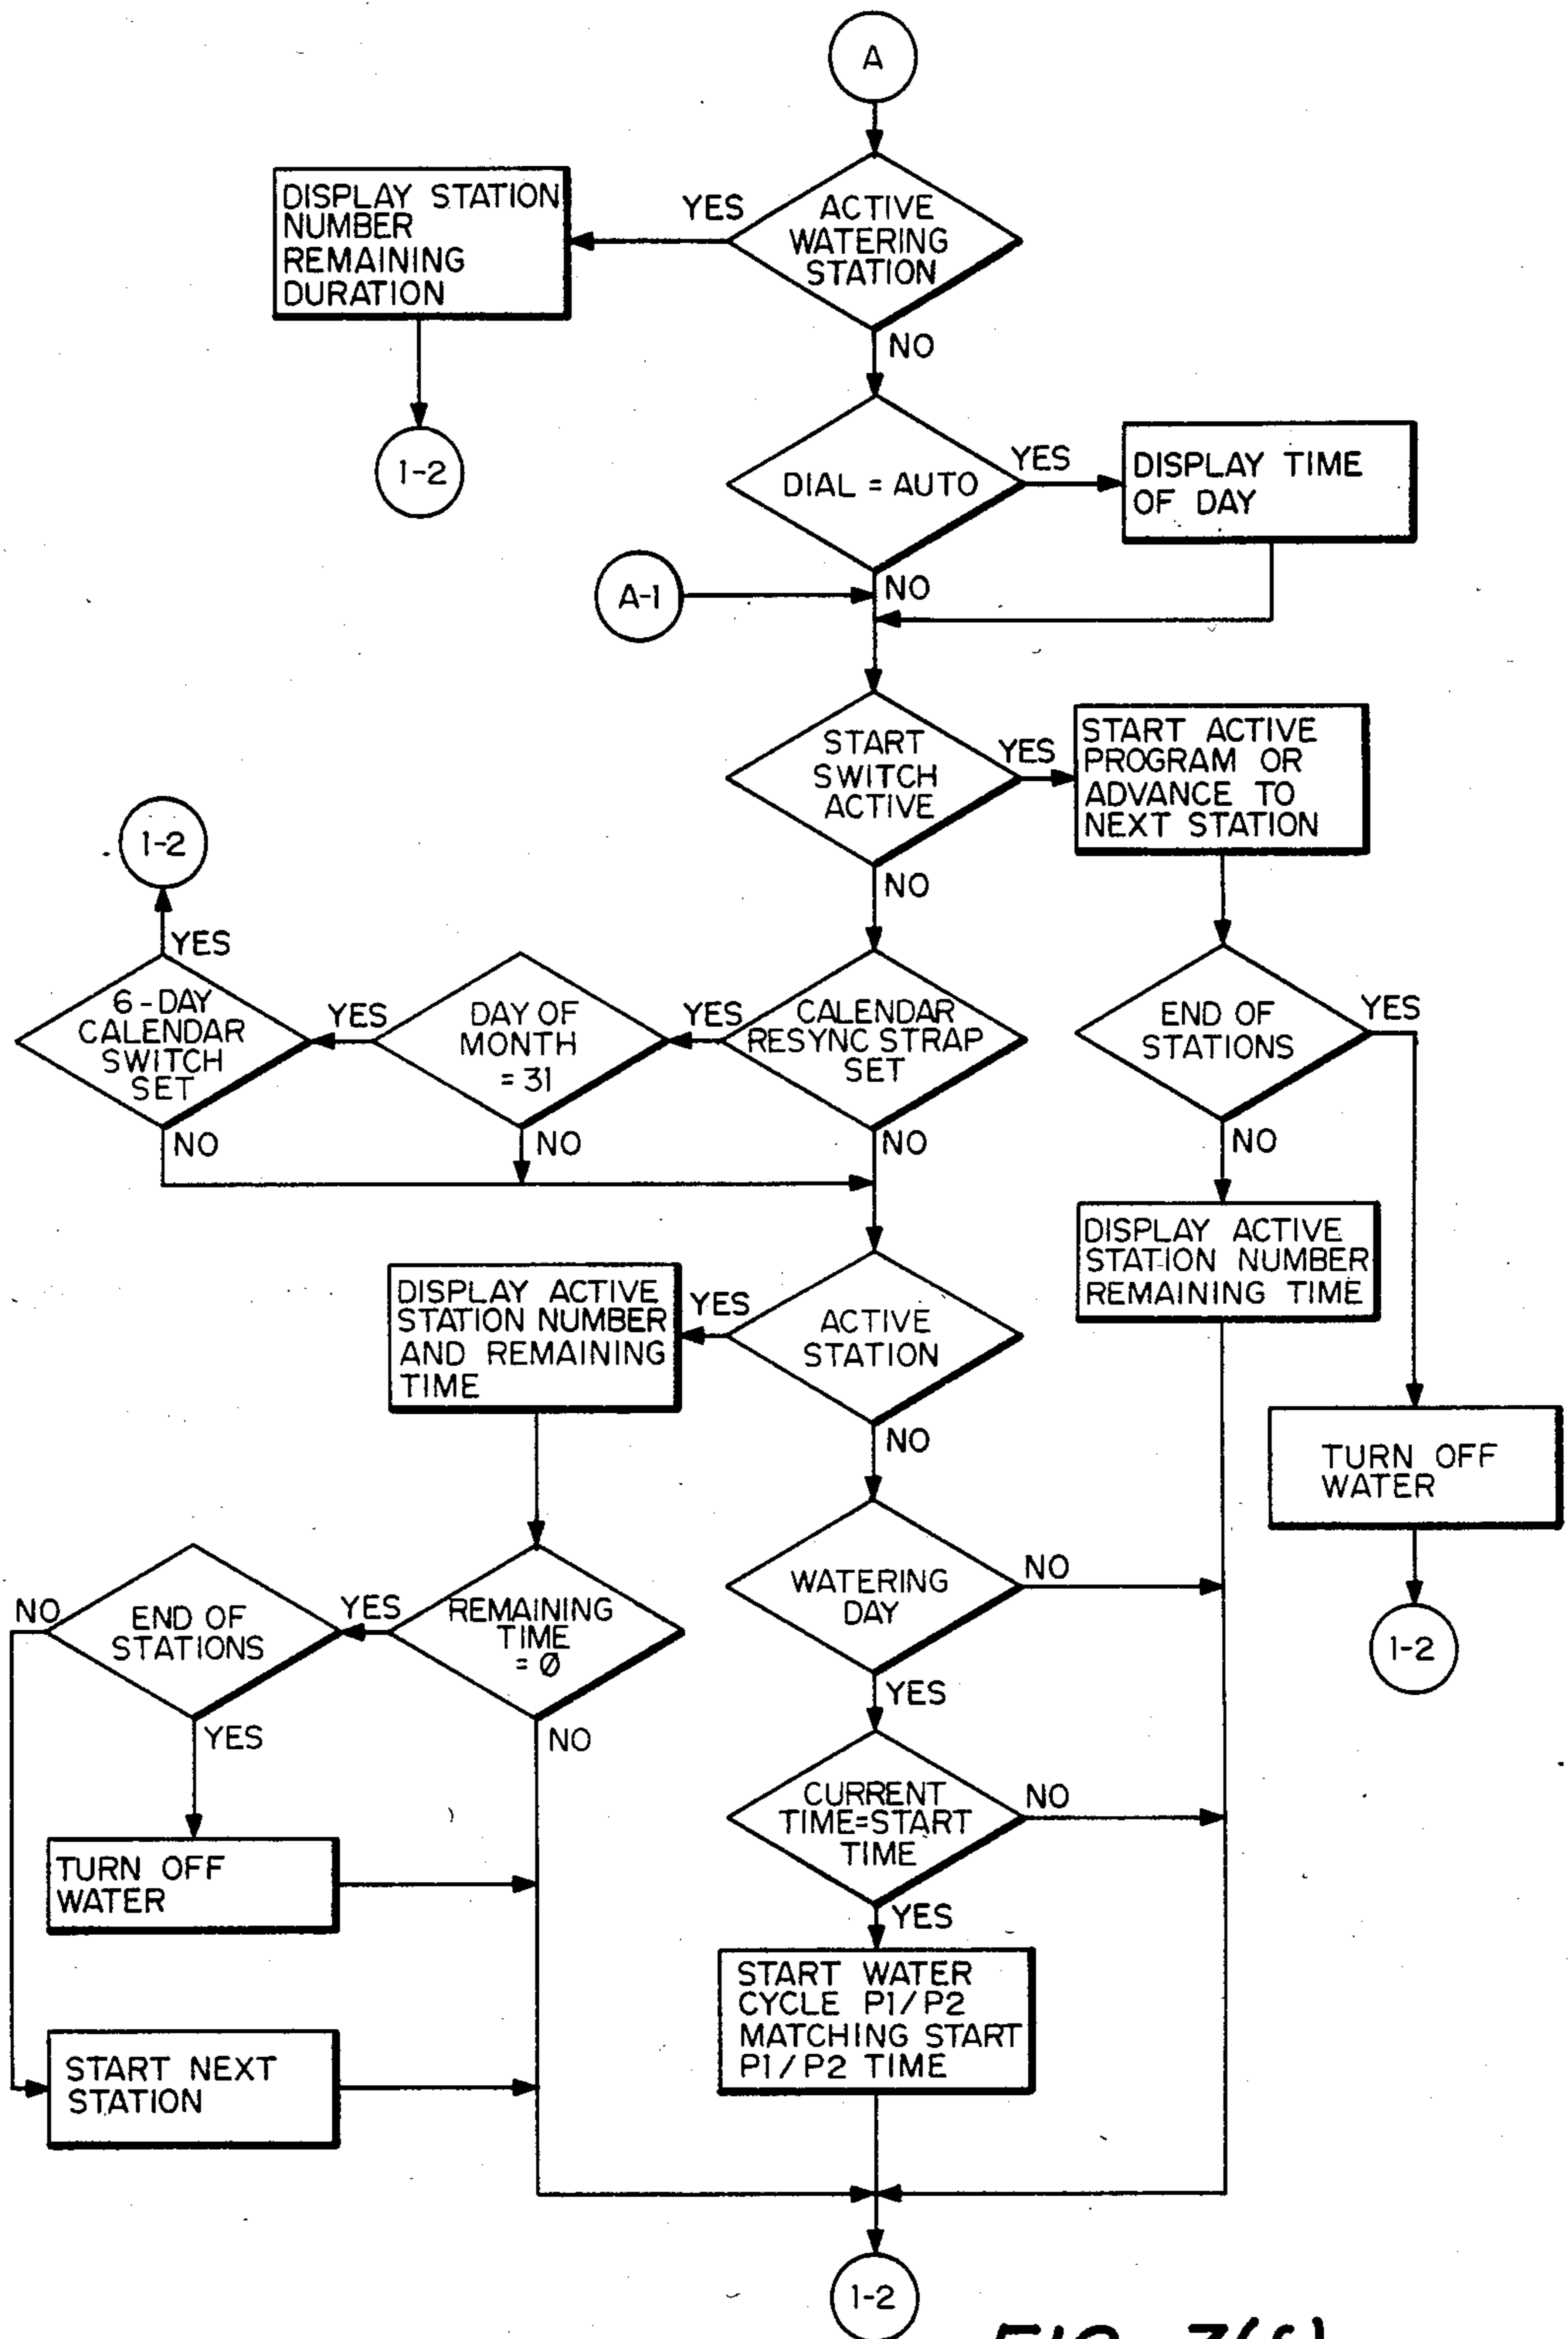 A
DISPLAY STATION
NUMBER
REMAINING
DURATION
YES
ACTIVE
WATERING
STATION
NO
1-2
DIAL = AUTO
YES
DISPLAY TIME
OF DAY
A-1
NO
START
SWITCH
ACTIVE
YES
START ACTIVE
PROGRAM OR
ADVANCE TO
NEXT STATION
NO
1-2
YES
6-DAY
CALENDAR
SWITCH
SET
YES
DAY OF
MONTH
= 31
YES
CALENDAR
RESYNC STRAP
SET
END OF
STATIONS
YES
NO
NO
NO
NO
DISPLAY ACTIVE
STATION NUMBER
REMAINING TIME
DISPLAY ACTIVE
STATION NUMBER
AND REMAINING
TIME
YES
ACTIVE
STATION
NO
TURN OFF
WATER
1-2
NO
END OF
STATIONS
YES
REMAINING
TIME
= Ø
WATERING
DAY
NO
YES
YES
NO
CURRENT
TIME=START
TIME
NO
YES
TURN OFF
WATER
START WATER
CYCLE P1/P2
MATCHING START
P1/P2 TIME
START NEXT
STATION
1-2
FIG. 3(f)